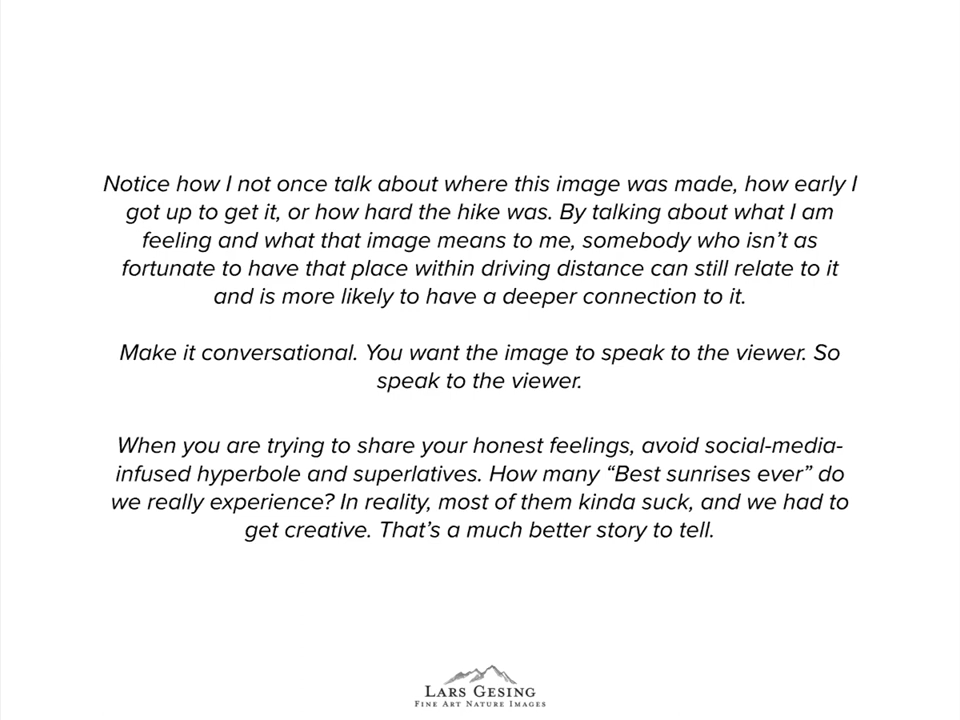 Notice how I not once talk about where this image was made, how early I
got up to get it, or how hard the hike was. By talking about what I am
feeling and what that image means to me, somebody who isn’t as
fortunate to have that place within driving distance can still relate to it
and is more likely to have a deeper connection to it.
Make it conversational. You want the image to speak to the viewer. So
speak to the viewer.
When you are trying to share your honest feelings, avoid social-media-
infused hyperbole and superlatives. How many “Best sunrises ever” do
we really experience? In reality, most of them kinda suck, and we had to
get creative. That’s a much better story to tell.
LARS GESING
FINE ART NATURE IMAGES